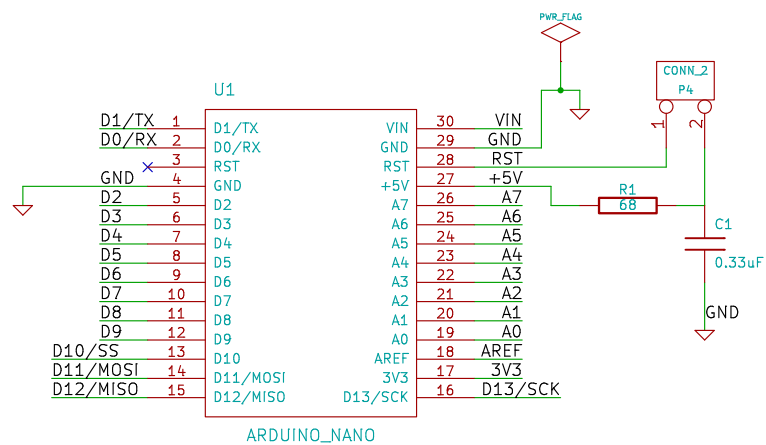 PWR_FLAG
CONN_2
P4
1
2
U1
D1/TX 1 D1/TX VIN 30 VIN
D0/RX 2 D0/RX GND 29 GND
3 RST RST 28 RST
GND 4 GND +5V 27 +5V
D2 5 D2 A7 26 A7
D3 6 D3 A6 25 A6
D4 7 D4 A5 24 A5
D5 8 D5 A4 23 A4
D6 9 D6 A3 22 A3
D7 10 D7 A2 21 A2
D8 11 D8 A1 20 A1
D9 12 D9 A0 19 A0
D10/SS 13 D10 AREF 18 AREF
D11/MOSI 14 D11/MOSI 3V3 17 3V3
D12/MISO 15 D12/MISO D13/SCK 16 D13/SCK
ARDUINO_NANO
R1
68
C1
0.33uF
GND